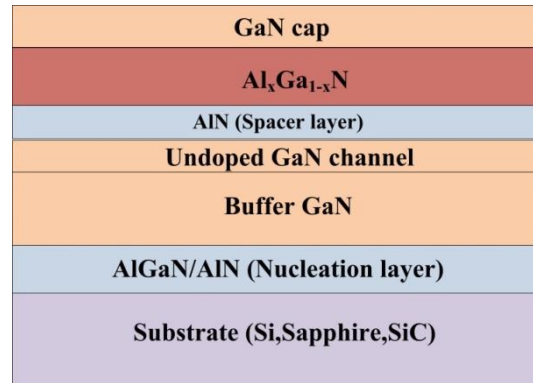 GaN cap
AlₓGa₁₋ₓN
AlN (Spacer layer)
Undoped GaN channel
Buffer GaN
AlGaN/AlN (Nucleation layer)
Substrate (Si,Sapphire,SiC)